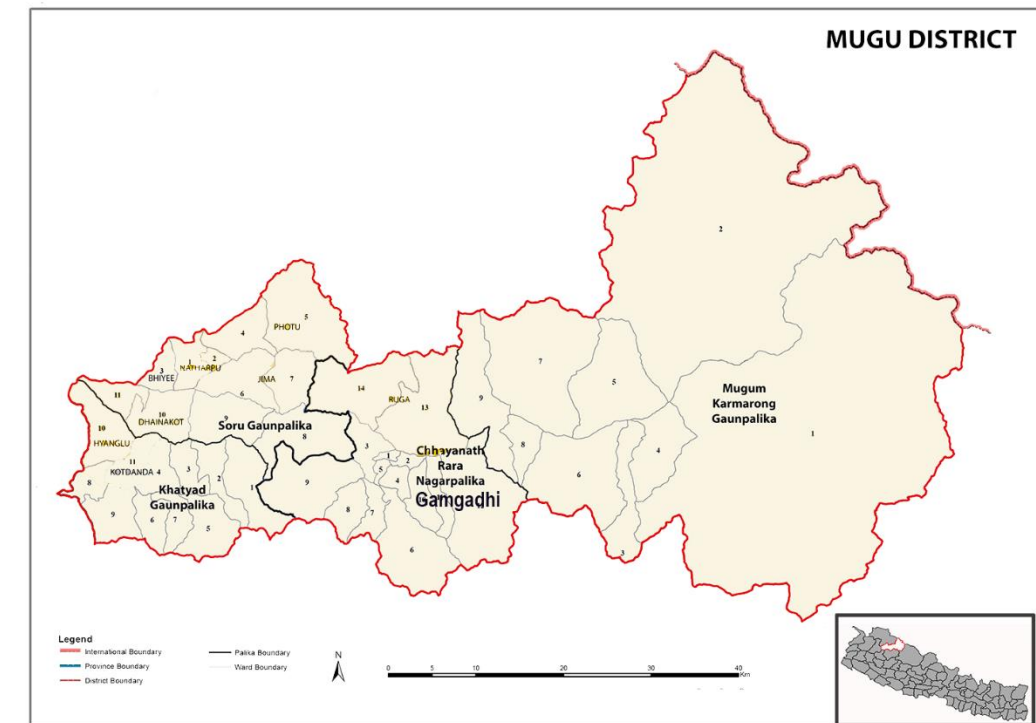 MUGU DISTRICT
2
5
PHOTU
4
1
2
3
NATHARPU
BHIYEE
JIMA
7
6
11
10
DHAINAKOT
9
Soru Gaunpalika
8
10
HYANGLU
11
KOTDANDA
4
3
2
1
8
Khatyad
Gaunpalika
9
6
7
5
14
RUGA
13
3
1
2
5
4
Chhayanath
Rara
Nagarpalika
Gamgadhi
9
8
7
6
9
7
5
8
6
4
3
Mugum
Karmarong
Gaunpalika
1
Legend
International Boundary
Province Boundary
District Boundary
Palika Boundary
Ward Boundary
N
0 5 10 20 30 40
Km